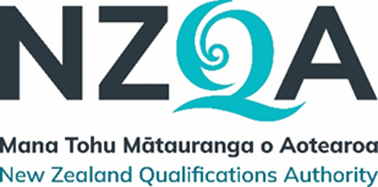 NZQA
Mana Tohu Mātauranga o Aotearoa
New Zealand Qualifications Authority